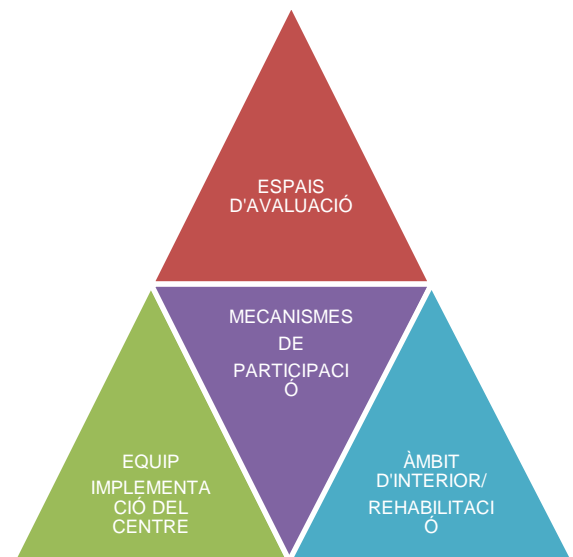 ESPAIS
D'AVALUACIÓ
MECANISMES
DE
PARTICIPACI
Ó
EQUIP
IMPLEMENTA
CIÓ DEL
CENTRE
ÀMBIT
D'INTERIOR/
REHABILITACI
Ó